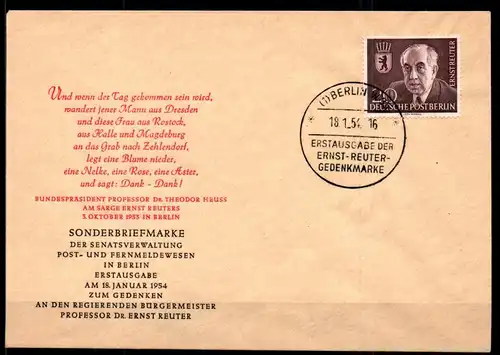 Und wenn der Tag gekommen sein wird,
wandert jener Mann aus Dresden
und diese Frau aus Rostock,
aus Halle und Magdeburg
an das Grab nach Zehlendorf,
legt eine Blume nieder,
eine Nelke, eine Rose, eine Aster,
und sagt: Dank - Dank!
BUNDESPRÄSIDENT PROFESSOR DR. THEODOR HEUSS
AM SARGE ERNST REUTERS
3. OKTOBER 1953 IN BERLIN
SONDERBRIEFMARKE
DER SENATSVERWALTUNG
POST- UND FERNMELDEWESEN
IN BERLIN
ERSTAUSGABE
AM 18. JANUAR 1954
ZUM GEDENKEN
AN DEN REGIERENDEN BÜRGERMEISTER
PROFESSOR DR. ERNST REUTER
ERNST REUTER
DEUTSCHE POST BERLIN
(1) BERLIN
18.1.54. 16
ERSTAUSGABE DER
ERNST-REUTER-
GEDENKMARKE